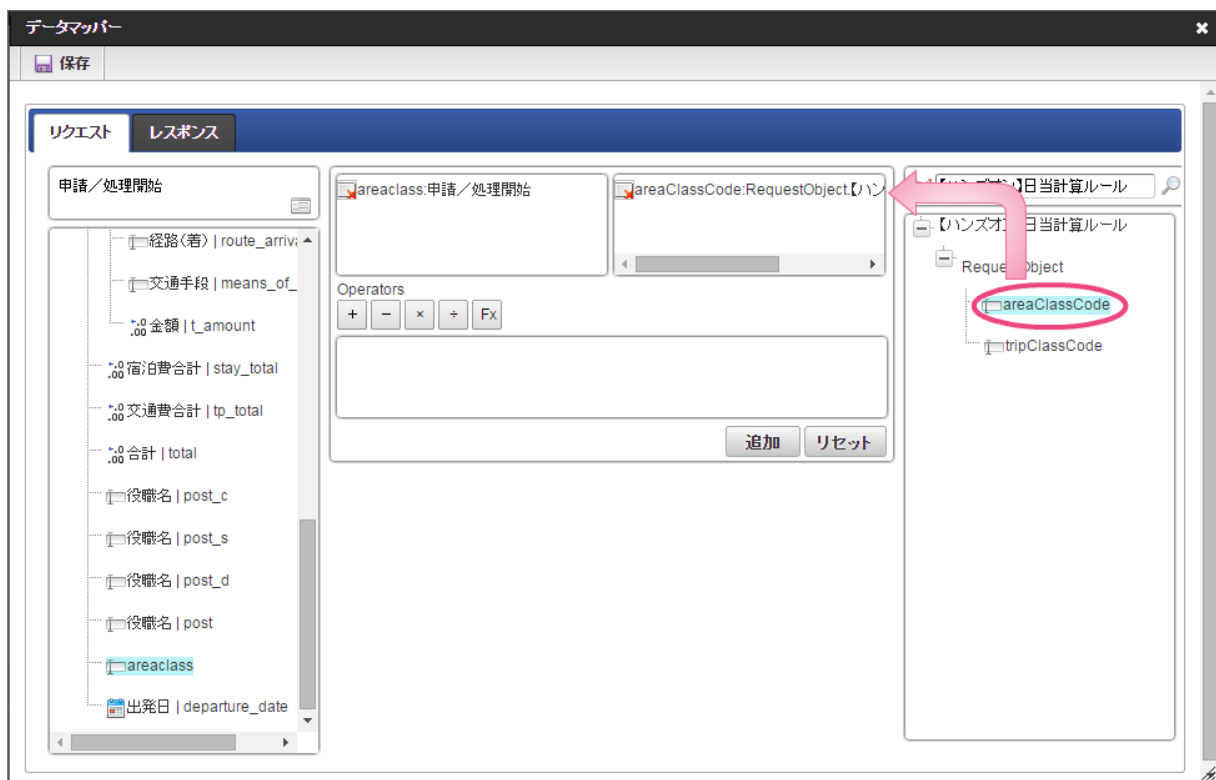 データマッパー
保存
リクエスト
レスポンス
申請／処理開始
経路（着） | route_arriv
交通手段 | means_of_
金額 | t_amount
宿泊費合計 | stay_total
交通費合計 | tp_total
合計 | total
役職名 | post_c
役職名 | post_s
役職名 | post_d
役職名 | post
areaclass
出発日 | departure_date
areaclass:申請／処理開始
areaClassCode:RequestObject.【ハン
Operators
+ − × ÷ Fx
追加
リセット
【ハンズオン】日当計算ルール
【ハンズオン】日当計算ルール
RequestObject
areaClassCode
tripClassCode